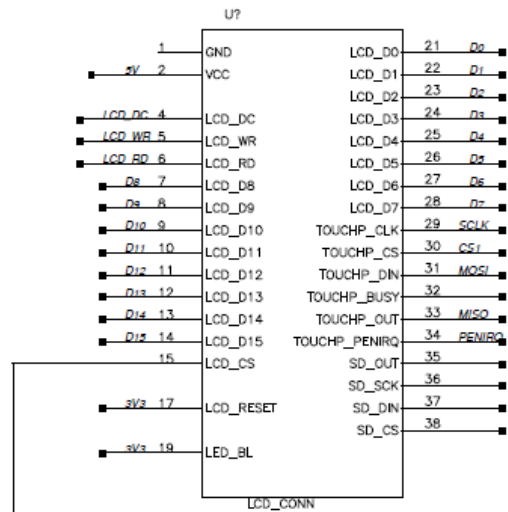 U?
1 GND LCD_D0 21 D0
5V 2 VCC LCD_D1 22 D1
LCD_D2 23 D2
LCD_DC 4 LCD_DC LCD_D3 24 D3
LCD_WR 5 LCD_WR LCD_D4 25 D4
LCD_RD 6 LCD_RD LCD_D5 26 D5
D8 7 LCD_D8 LCD_D6 27 D6
D9 8 LCD_D9 LCD_D7 28 D7
D10 9 LCD_D10 TOUCHP_CLK 29 SCLK
D11 10 LCD_D11 TOUCHP_CS 30 CS1
D12 11 LCD_D12 TOUCHP_DIN 31 MOSI
D13 12 LCD_D13 TOUCHP_BUSY 32
D14 13 LCD_D14 TOUCHP_OUT 33 MISO
D15 14 LCD_D15 TOUCHP_PENIRQ 34 PENIRQ
15 LCD_CS SD_OUT 35
SD_SCK 36
3V3 17 LCD_RESET SD_DIN 37
SD_CS 38
3V3 19 LED_BL
LCD_CONN